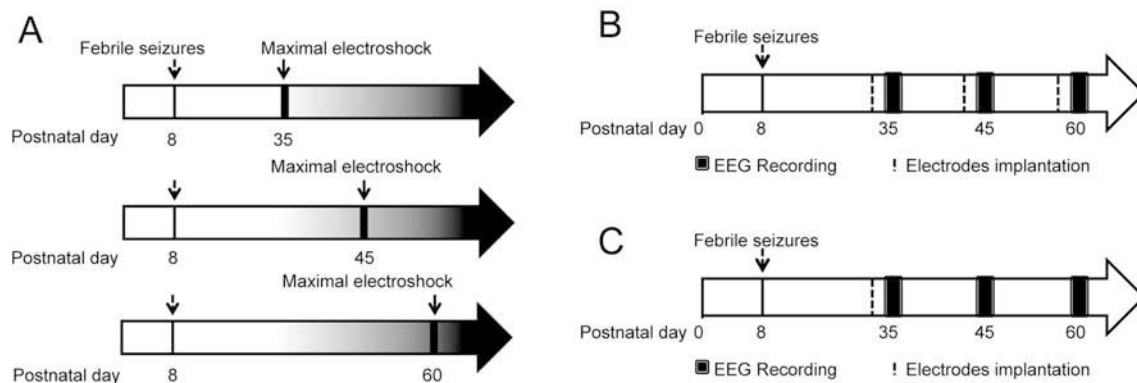 A
Febrile seizures Maximal electroshock
Postnatal day 8 35
Maximal electroshock
Postnatal day 8 45
Maximal electroshock
Postnatal day 8 60
B
Febrile seizures
Postnatal day 0 8 35 45 60
EEG Recording Electrodes implantation
C
Febrile seizures
Postnatal day 0 8 35 45 60
EEG Recording Electrodes implantation